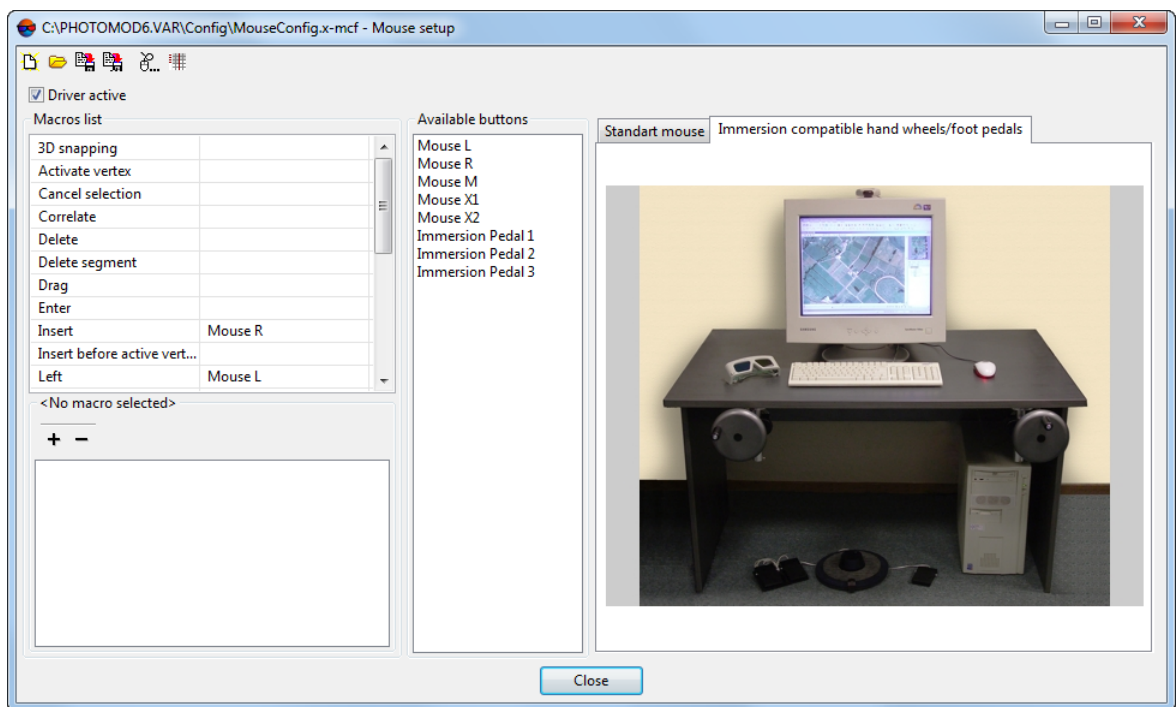 C:\PHOTOMOD6.VAR\Config\MouseConfig.x-mcf - Mouse setup
Driver active
Macros list
3D snapping
Activate vertex
Cancel selection
Correlate
Delete
Delete segment
Drag
Enter
Insert Mouse R
Insert before active vert...
Left Mouse L
<No macro selected>
+ −
Available buttons
Mouse L
Mouse R
Mouse M
Mouse X1
Mouse X2
Immersion Pedal 1
Immersion Pedal 2
Immersion Pedal 3
Standart mouse Immersion compatible hand wheels/foot pedals
Close